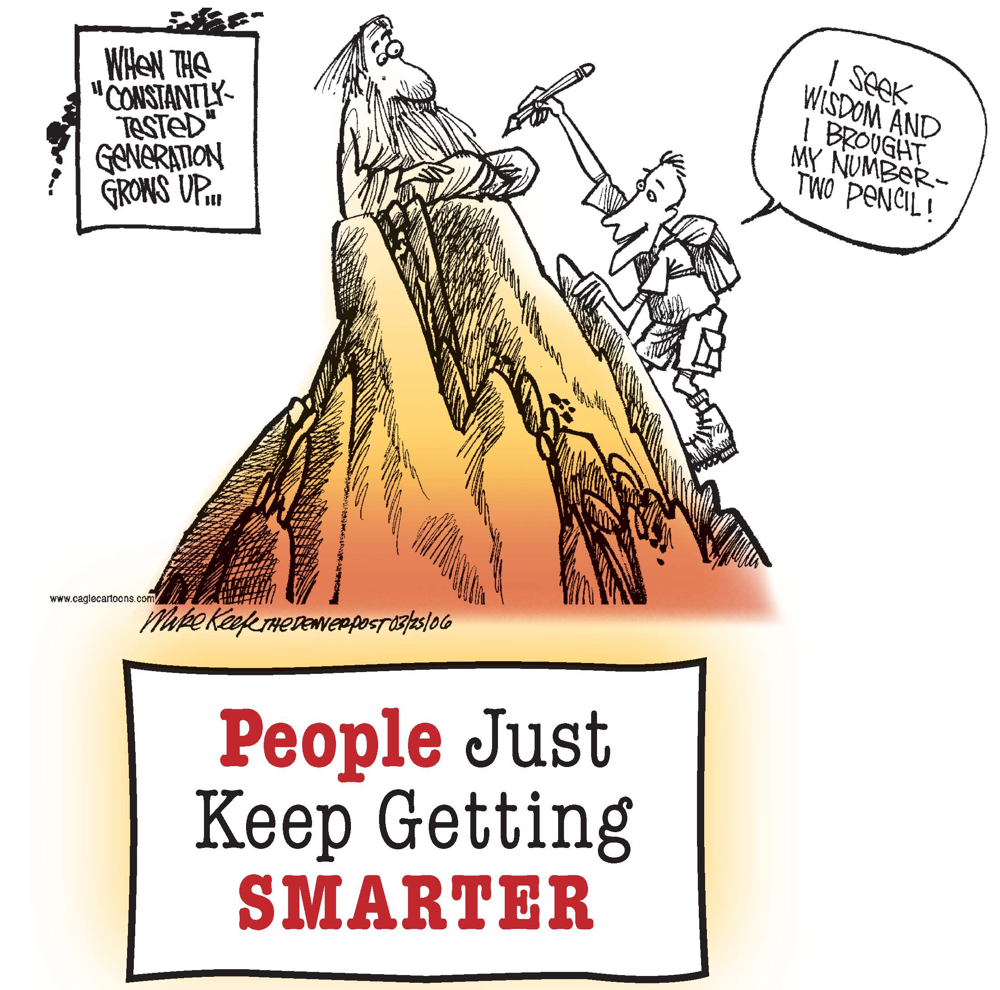 WHEN THE
"CONSTANTLY-
TESTED"
GENERATION
GROWS UP...
I SEEK
WISDOM AND
I BROUGHT
MY NUMBER-
TWO PENCIL!
www.caglecartoons.com
Mike Keefe THE DENVER POST 03/25/06
People Just
Keep Getting
SMARTER